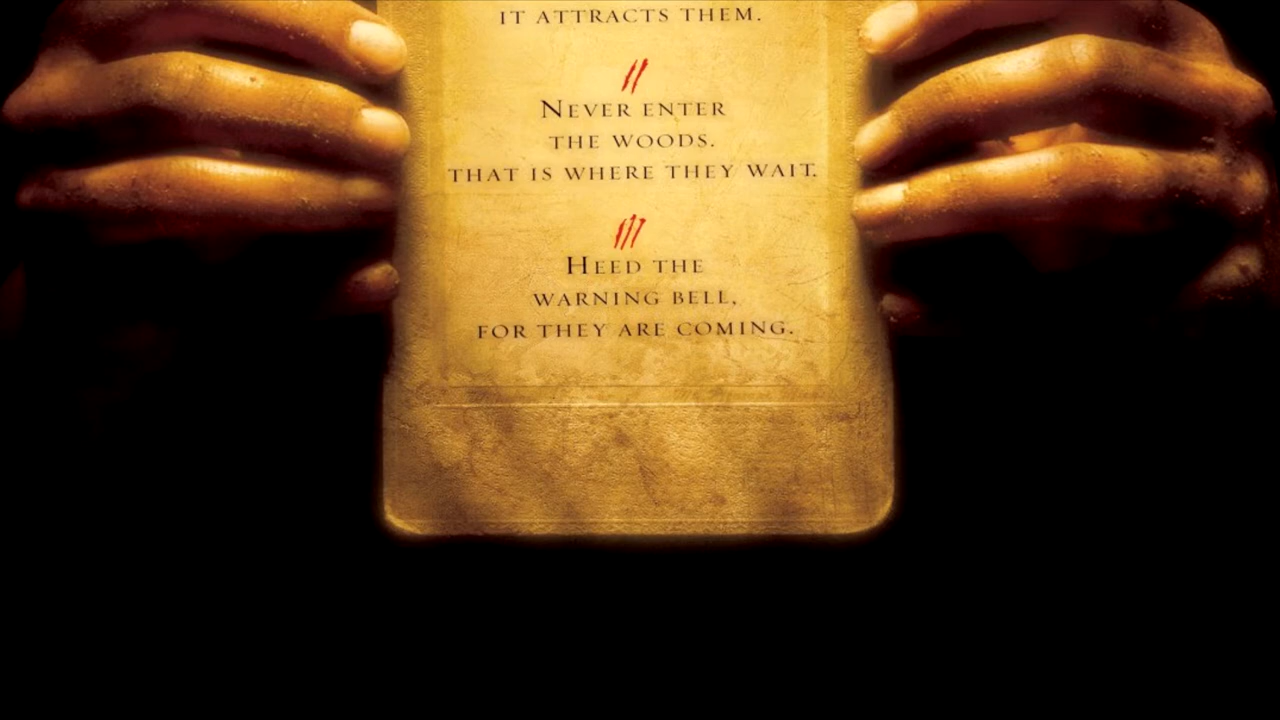 IT ATTRACTS THEM.
II
NEVER ENTER
THE WOODS.
THAT IS WHERE THEY WAIT.
III
HEED THE
WARNING BELL,
FOR THEY ARE COMING.